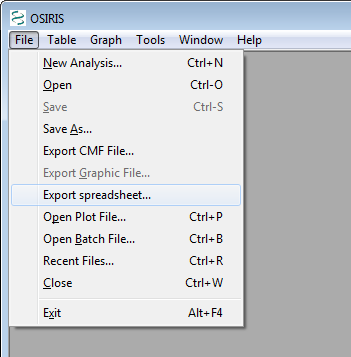 OSIRIS
File Table Graph Tools Window Help
New Analysis... Ctrl+N
Open Ctrl-O
Save Ctrl-S
Save As...
Export CMF File...
Export Graphic File...
Export spreadsheet...
Open Plot File... Ctrl+P
Open Batch File... Ctrl+B
Recent Files... Ctrl+R
Close Ctrl+W
Exit Alt+F4